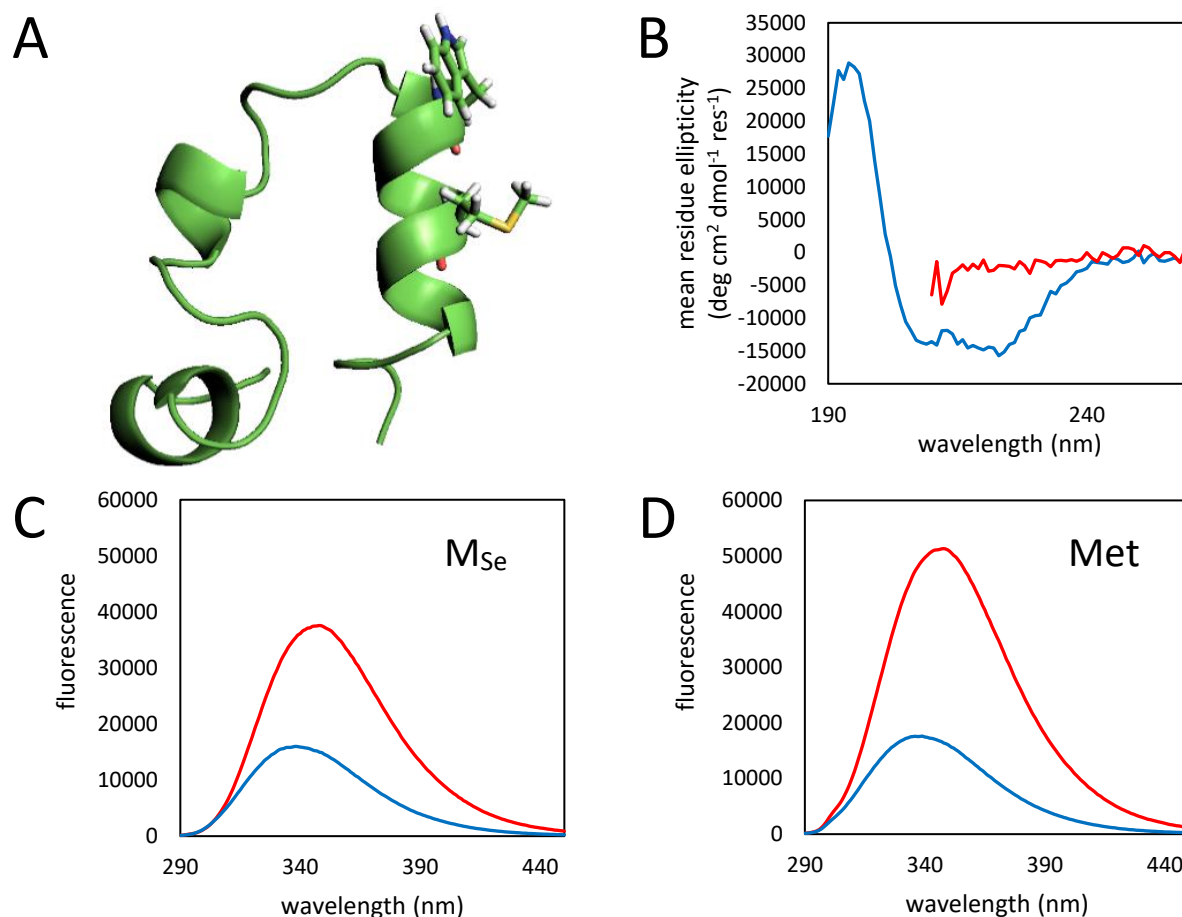 A
B
mean residue ellipticity
(deg cm² dmol⁻¹ res⁻¹)
35000
30000
25000
20000
15000
10000
5000
0
-5000
-10000
-15000
-20000
190
240
wavelength (nm)
C
M_Se
fluorescence
60000
50000
40000
30000
20000
10000
0
290
340
390
440
wavelength (nm)
D
Met
fluorescence
60000
50000
40000
30000
20000
10000
0
290
340
390
440
wavelength (nm)